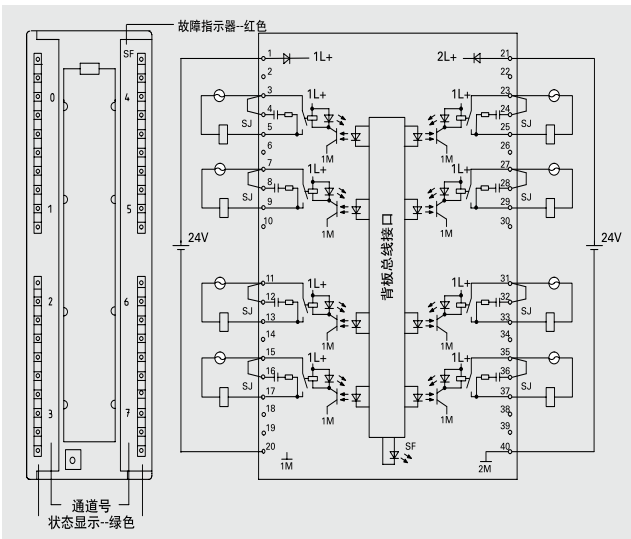 故障指示器--红色
SF
0
4
1
5
2
6
3
7
通道号
状态显示--绿色
24V
1 1L+
2
3 1L+
4
SJ
5
1M
6
7 1L+
8
SJ
9
1M
10
11 1L+
12
SJ
13
1M
14
15 1L+
16
SJ
17
1M
18
19
20
1M
背板总线接口
SF
2L+ 21
22
1L+ 23
24
SJ
25
1M
26
1L+ 27
28
SJ
29
1M
30
1L+ 31
32
SJ
33
1M
34
1L+ 35
36
SJ
37
1M
38
39
40
2M
24V